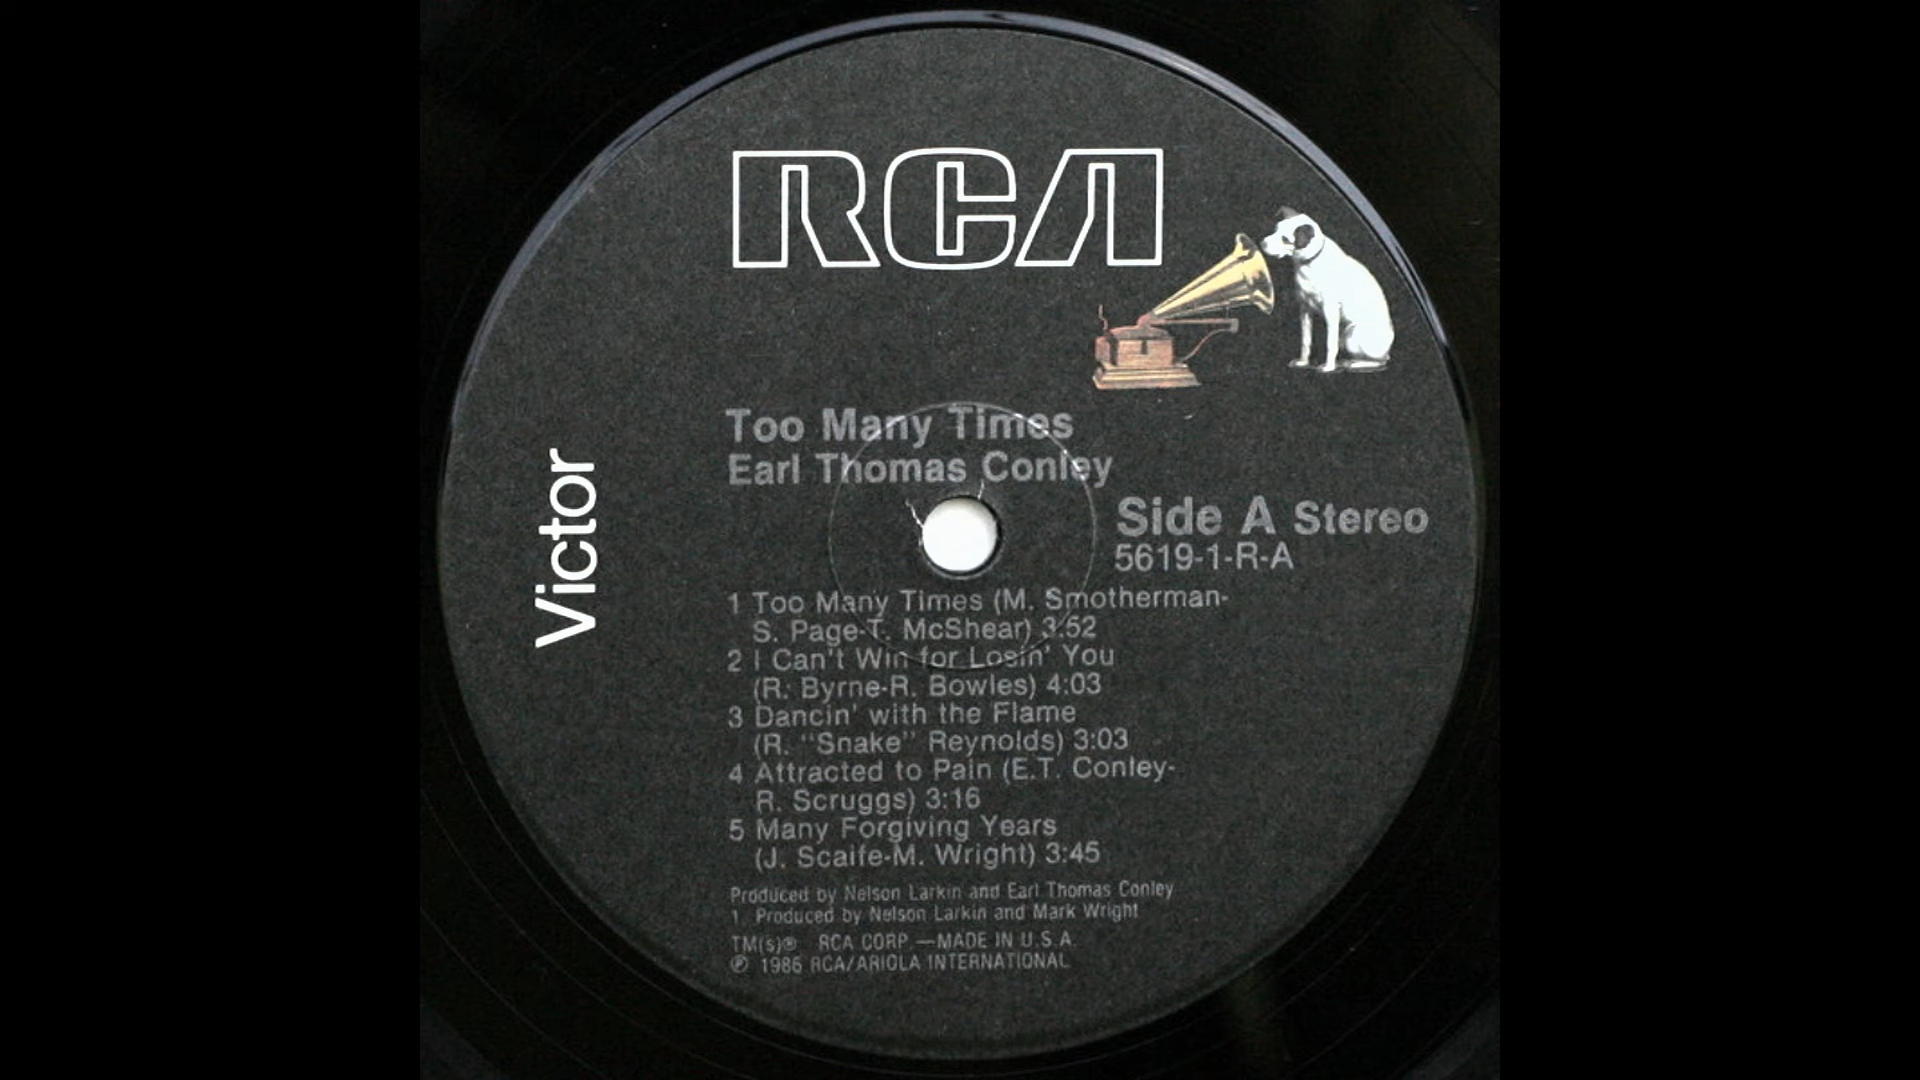 RCA
Victor
Too Many Times
Earl Thomas Conley
Side A Stereo
5619-1-R-A
1 Too Many Times (M. Smotherman-
S. Page-T. McShear) 3:52
2 I Can't Win for Losin' You
(R. Byrne-R. Bowles) 4:03
3 Dancin' with the Flame
(R. "Snake" Reynolds) 3:03
4 Attracted to Pain (E.T. Conley-
R. Scruggs) 3:16
5 Many Forgiving Years
(J. Scaife-M. Wright) 3:45
Produced by Nelson Larkin and Earl Thomas Conley
1. Produced by Nelson Larkin and Mark Wright
TM(s)® RCA CORP.—MADE IN U.S.A.
℗ 1986 RCA/ARIOLA INTERNATIONAL